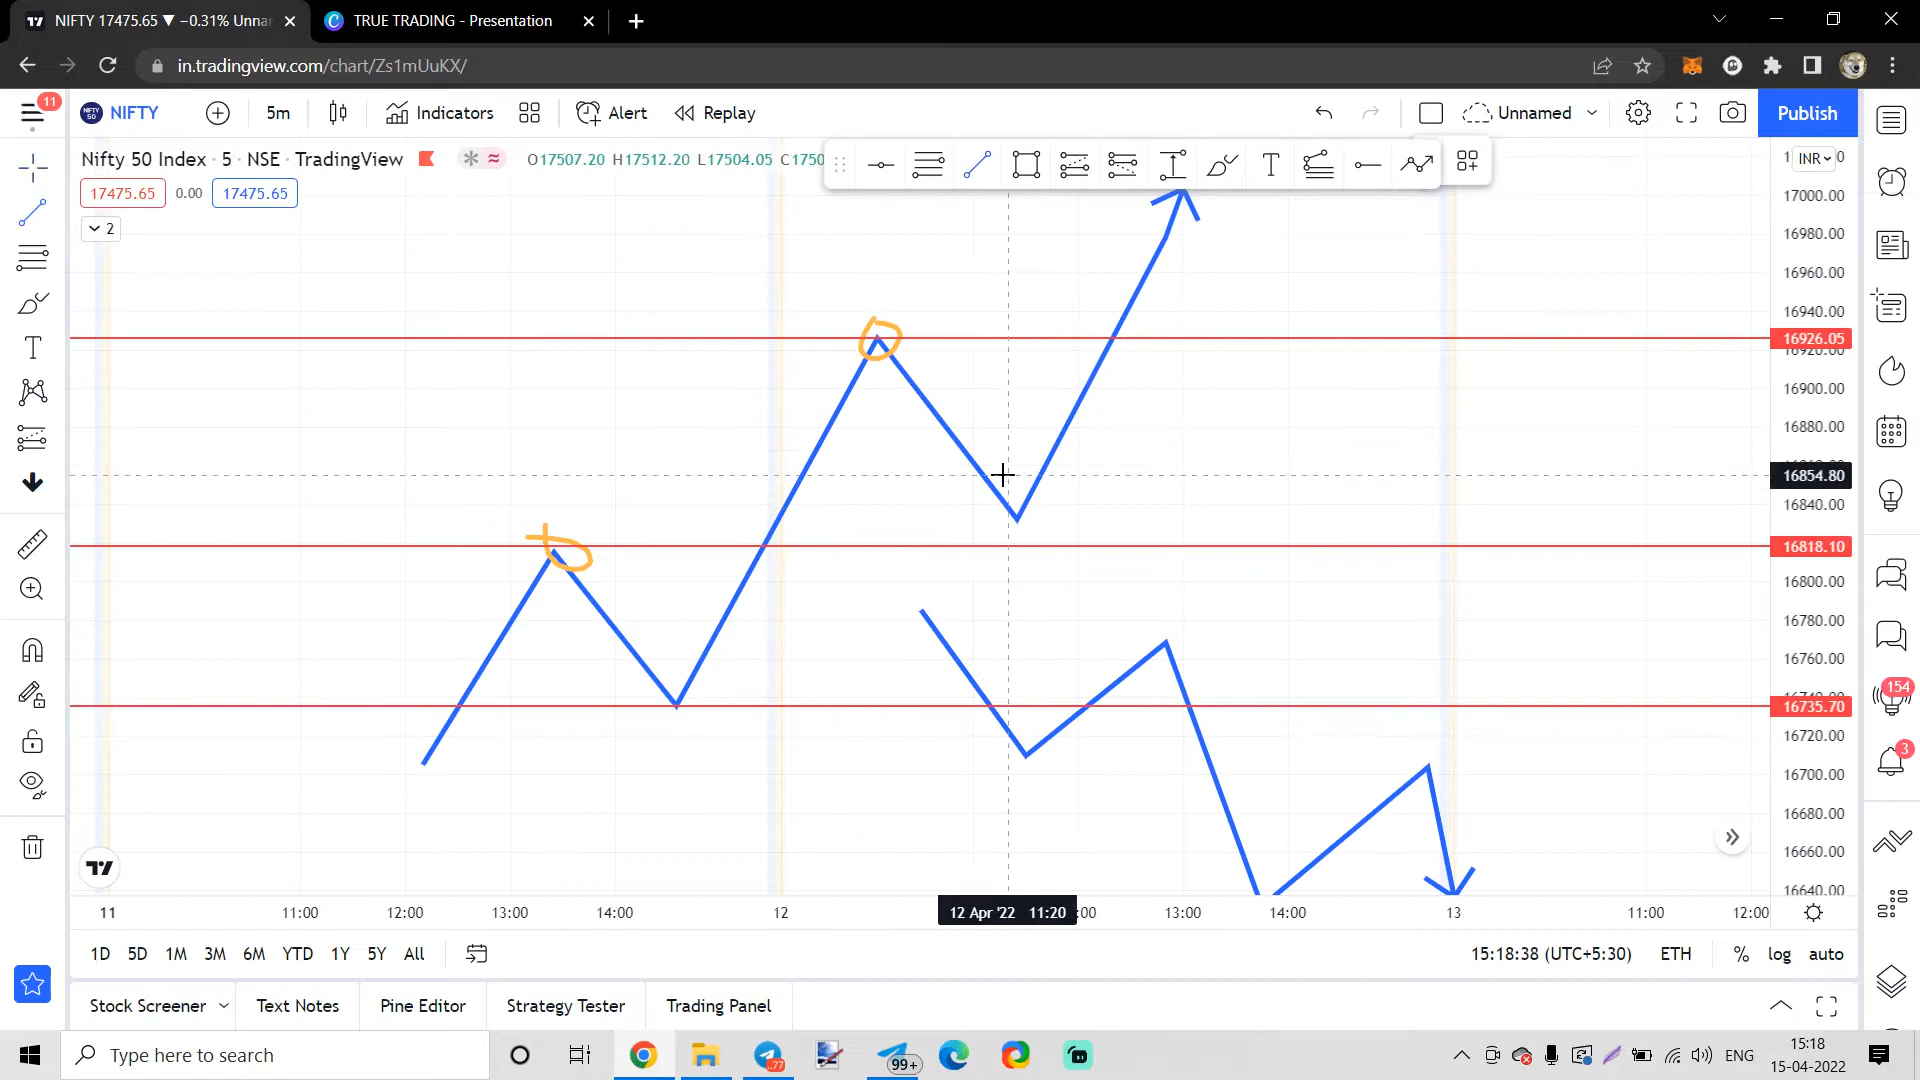 NIFTY 17475.65 ▼ −0.31% Unna
TRUE TRADING - Presentation
in.tradingview.com/chart/Zs1mUuKX/
11
NIFTY
5m
Indicators
Alert
Replay
Unnamed
Publish
Nifty 50 Index · 5 · NSE · TradingView
O17507.20 H17512.20 L17504.05 C1750
INR
17475.65
0.00
17475.65
2
17000.00
16980.00
16960.00
16940.00
16926.05
16920.00
16900.00
16880.00
16854.80
16840.00
16818.10
16800.00
16780.00
16760.00
16740.00
16735.70
16720.00
16700.00
16680.00
16660.00
16640.00
154
3
11
11:00
12:00
13:00
14:00
12
12 Apr '22 11:20
:00
13:00
14:00
13
11:00
12:00
1D 5D 1M 3M 6M YTD 1Y 5Y All
15:18:38 (UTC+5:30)
ETH
%
log
auto
Stock Screener
Text Notes
Pine Editor
Strategy Tester
Trading Panel
Type here to search
77
99+
ENG
15:18
15-04-2022